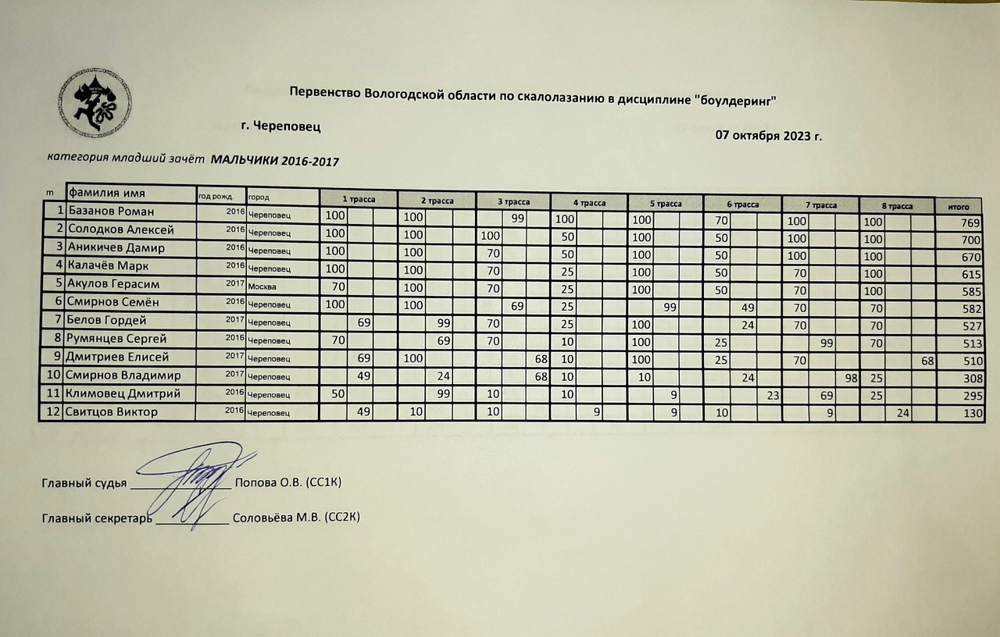 Первенство Вологодской области по скалолазанию в дисциплине "боулдеринг"
г. Череповец
07 октября 2023 г.
категория младший зачёт МАЛЬЧИКИ 2016-2017
m фамилия имя год рожд. город 1 трасса 2 трасса 3 трасса 4 трасса 5 трасса 6 трасса 7 трасса 8 трасса итого
1 Базанов Роман 2016 Череповец 100 100 99 100 100 70 100 100 769
2 Солодков Алексей 2016 Череповец 100 100 100 50 100 50 100 100 700
3 Аникичев Дамир 2016 Череповец 100 100 70 50 100 50 100 100 670
4 Калачёв Марк 2016 Череповец 100 100 70 25 100 50 70 100 615
5 Акулов Герасим 2017 Москва 70 100 70 25 100 50 70 100 585
6 Смирнов Семён 2016 Череповец 100 100 69 25 99 49 70 70 582
7 Белов Гордей 2017 Череповец 69 99 70 25 100 24 70 70 527
8 Румянцев Сергей 2016 Череповец 70 69 70 10 100 25 99 70 513
9 Дмитриев Елисей 2017 Череповец 69 100 68 10 100 25 70 68 510
10 Смирнов Владимир 2017 Череповец 49 24 68 10 10 24 98 25 308
11 Климовец Дмитрий 2016 Череповец 50 99 10 10 9 23 69 25 295
12 Свитцов Виктор 2016 Череповец 49 10 10 9 9 10 9 24 130
Главный судья Попова О.В. (СС1К)
Главный секретарь Соловьёва М.В. (СС2К)